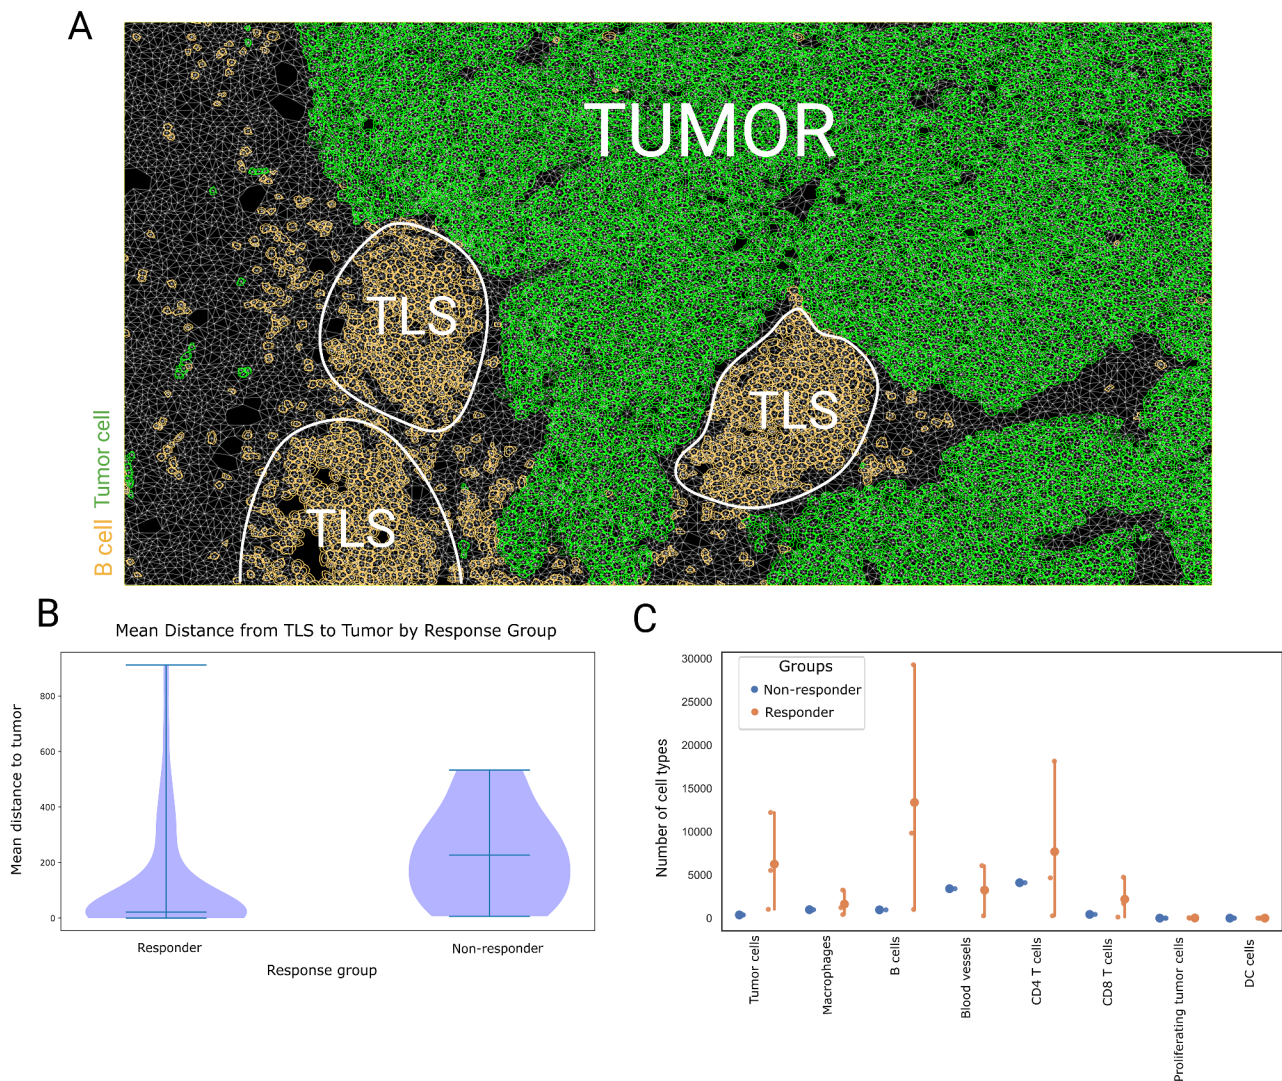 A
TUMOR
TLS
TLS
TLS
B cell Tumor cell
B
Mean Distance from TLS to Tumor by Response Group
Mean distance to tumor
800
600
400
200
0
Responder
Non-responder
Response group
C
Number of cell types
30000
25000
20000
15000
10000
5000
0
Groups
Non-responder
Responder
Tumor cells
Macrophages
B cells
Blood vessels
CD4 T cells
CD8 T cells
Proliferating tumor cells
DC cells